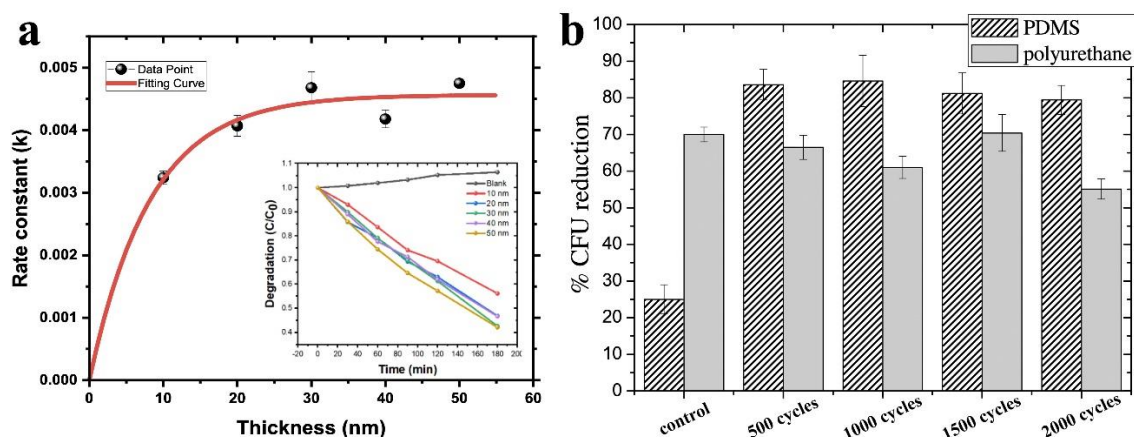 a
Rate constant (k)
0.005
0.004
0.003
0.002
0.001
0.000
Data Point
Fitting Curve
0 10 20 30 40 50 60
Thickness (nm)
Degradation (C/C0)
1.1
1.0
0.9
0.8
0.7
0.6
0.5
0.4
Blank
10 nm
20 nm
30 nm
40 nm
50 nm
-20 0 20 40 60 80 100 120 140 160 180 200
Time (min)
b
% CFU reduction
100
90
80
70
60
50
40
30
20
10
0
PDMS
polyurethane
control 500 cycles 1000 cycles 1500 cycles 2000 cycles